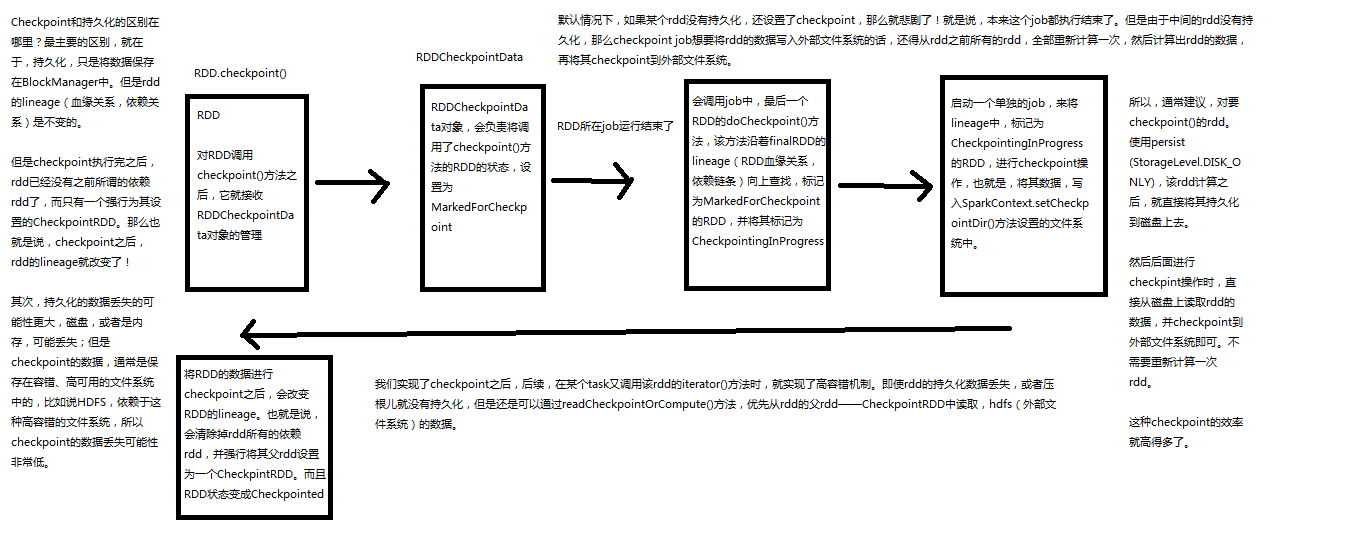 Checkpoint和持久化的区别在
哪里？最主要的区别，就在
于，持久化，只是将数据保存
在BlockManager中。但是rdd
的lineage（血缘关系，依赖关
系）是不变的。
但是checkpoint执行完之后，
rdd已经没有之前所谓的依赖
rdd了，而只有一个强行为其设
置的CheckpointRDD。那么也
就是说，checkpoint之后，
rdd的lineage就改变了！
其次，持久化的数据丢失的可
能性更大，磁盘，或者是内
存，可能丢失；但是
checkpoint的数据，通常是保
存在容错、高可用的文件系统
中的，比如说HDFS，依赖于这
种高容错的文件系统，所以
checkpoint的数据丢失可能性
非常低。
RDD.checkpoint()
RDD
对RDD调用
checkpoint()方法之
后，它就接收
RDDCheckpointDa
ta对象的管理
RDDCheckpointData
RDDCheckpointDa
ta对象，会负责将调
用了checkpoint()方
法的RDD的状态，设
置为
MarkedForCheckp
oint
默认情况下，如果某个rdd没有持久化，还设置了checkpoint，那么就悲剧了！就是说，本来这个job都执行结束了。但是由于中间的rdd没有持
久化，那么checkpoint job想要将rdd的数据写入外部文件系统的话，还得从rdd之前所有的rdd，全部重新计算一次，然后计算出rdd的数据，
再将其checkpoint到外部文件系统。
RDD所在job运行结束了
会调用job中，最后一个
RDD的doCheckpoint()方
法，该方法沿着finalRDD的
lineage（RDD血缘关系，
依赖链条）向上查找，标记
为MarkedForCheckpoint
的RDD，并将其标记为
CheckpointingInProgress
启动一个单独的job，来将
lineage中，标记为
CheckpointingInProgress
的RDD，进行checkpoint操
作，也就是，将其数据，写
入SparkContext.setCheckp
ointDir()方法设置的文件系
统中。
所以，通常建议，对要
checkpoint()的rdd。
使用persist
(StorageLevel.DISK_O
NLY)，该rdd计算之
后，就直接将其持久化
到磁盘上去。
然后后面进行
checkpint操作时，直
接从磁盘上读取rdd的
数据，并checkpoint到
外部文件系统即可。不
需要重新计算一次
rdd。
这种checkpoint的效率
就高得多了。
将RDD的数据进行
checkpoint之后，会改变
RDD的lineage。也就是说，
会清除掉rdd所有的依赖
rdd，并强行将其父rdd设置
为一个CheckpintRDD。而且
RDD状态变成Checkpointed
我们实现了checkpoint之后，后续，在某个task又调用该rdd的iterator()方法时，就实现了高容错机制。即使rdd的持久化数据丢失，或者压
根儿就没有持久化，但是还是可以通过readCheckpointOrCompute()方法，优先从rdd的父rdd——CheckpointRDD中读取，hdfs（外部文
件系统）的数据。